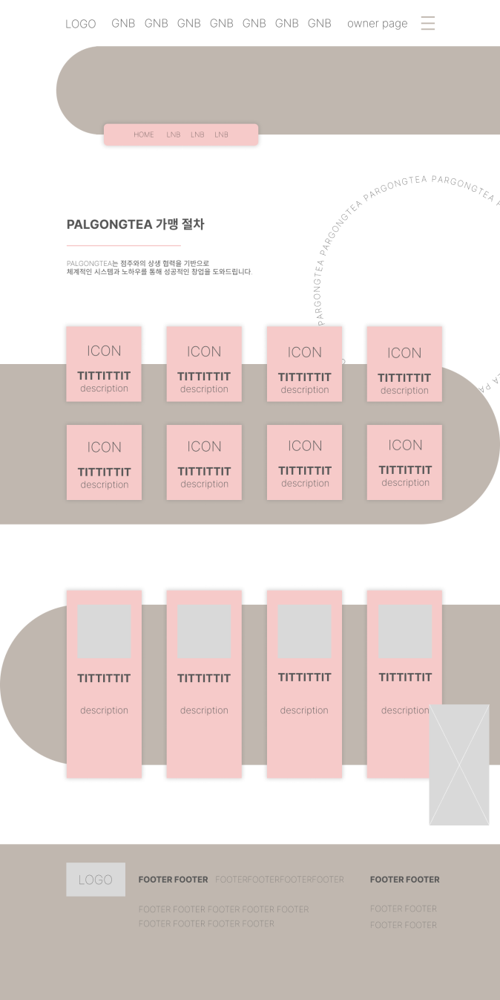 LOGO GNB GNB GNB GNB GNB GNB GNB owner page
HOME LNB LNB LNB
PARGONGTEA PARGONGTEA PARGONGTEA PARGONGTEA PARGONGTEA
PALGONGTEA 가맹 절차
PALGONGTEA는 점주와의 상생 협력을 기반으로
체계적인 시스템과 노하우를 통해 성공적인 창업을 도와드립니다.
ICON ICON ICON ICON
TITTITTIT TITTITTIT TITTITTIT TITTITTIT
description description description description
ICON ICON ICON ICON
TITTITTIT TITTITTIT TITTITTIT TITTITTIT
description description description description
TITTITTIT TITTITTIT TITTITTIT TITTITTIT
description description description description
LOGO FOOTER FOOTER FOOTERFOOTERFOOTERFOOTER FOOTER FOOTER
FOOTER FOOTER FOOTER FOOTER FOOTER FOOTER FOOTER
FOOTER FOOTER FOOTER FOOTER FOOTER FOOTER